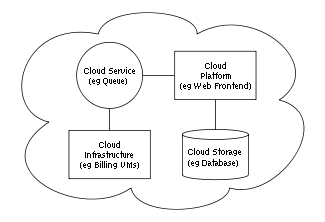 Cloud Service
(eg Queue)
Cloud
Platform
(eg Web Frontend)
Cloud
Infrastructure
(eg Billing VMs)
Cloud Storage
(eg Database)